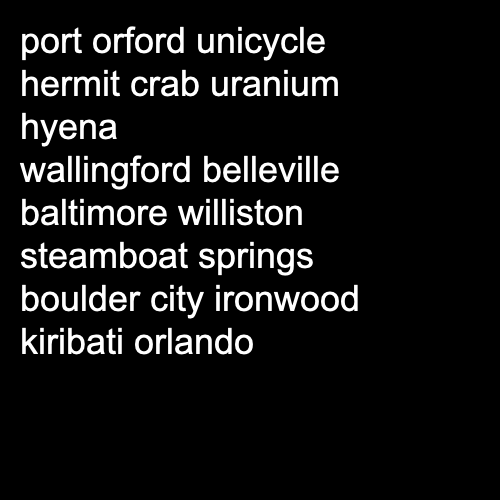 port orford unicycle
hermit crab uranium
hyena
wallingford belleville
baltimore williston
steamboat springs
boulder city ironwood
kiribati orlando